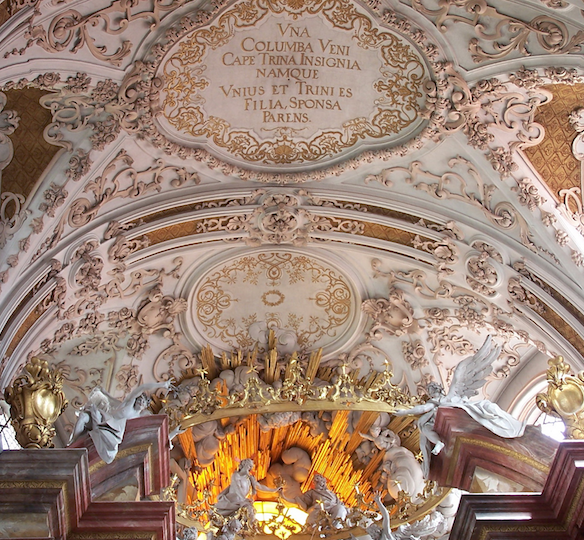 VNA
COLUMBA VENI
CAPE TRINA INSIGNIA
NAMQUE
VNIUS ET TRINI ES
FILIA, SPONSA
PARENS.